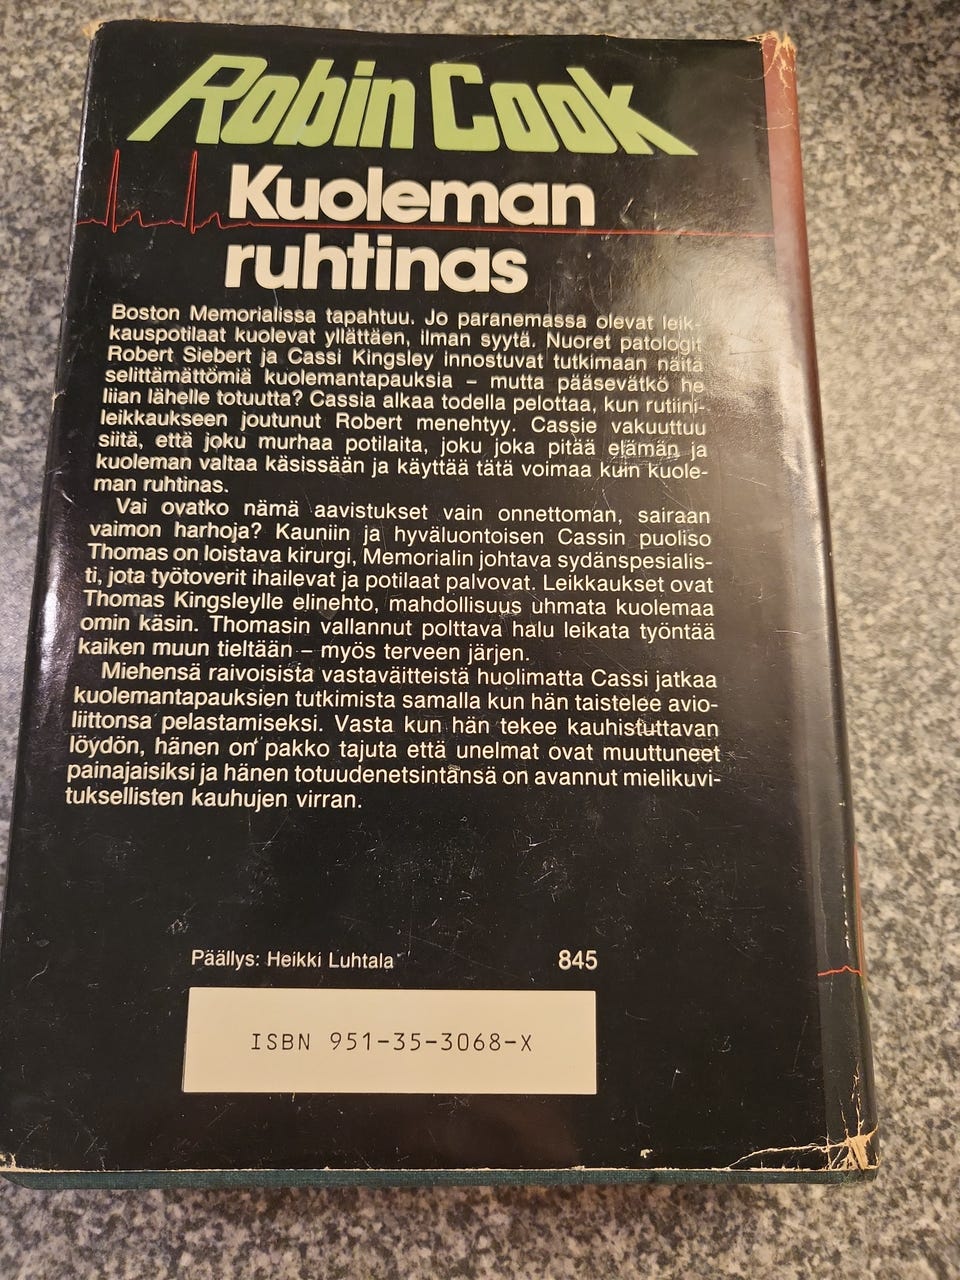 Robin Cook
Kuoleman
ruhtinas
Boston Memorialissa tapahtuu. Jo paranemassa olevat leik-
kauspotilaat kuolevat yllättäen, ilman syytä. Nuoret patologit
Robert Siebert ja Cassi Kingsley innostuvat tutkimaan näitä
selittämättömiä kuolemantapauksia – mutta pääsevätkö he
liian lähelle totuutta? Cassia alkaa todella pelottaa, kun rutiini-
leikkaukseen joutunut Robert menehtyy. Cassie vakuuttuu
siitä, että joku murhaa potilaita, joku joka pitää elämän ja
kuoleman valtaa käsissään ja käyttää tätä voimaa kuin kuole-
man ruhtinas.
Vai ovatko nämä aavistukset vain onnettoman, sairaan
vaimon harhoja? Kauniin ja hyväluontoisen Cassin puoliso
Thomas on loistava kirurgi, Memorialin johtava sydänspesialis-
ti, jota työtoverit ihailevat ja potilaat palvovat. Leikkaukset ovat
Thomas Kingsleylle elinehto, mahdollisuus uhmata kuolemaa
omin käsin. Thomasin vallannut polttava halu leikata työntää
kaiken muun tieltään – myös terveen järjen.
Miehensä raivoisista vastaväitteistä huolimatta Cassi jatkaa
kuolemantapauksien tutkimista samalla kun hän taistelee avio-
liittonsa pelastamiseksi. Vasta kun hän tekee kauhistuttavan
löydön, hänen on pakko tajuta että unelmat ovat muuttuneet
painajaisiksi ja hänen totuudenetsintänsä on avannut mielikuvi-
tuksellisten kauhujen virran.
Päällys: Heikki Luhtala 845
ISBN 951-35-3068-X